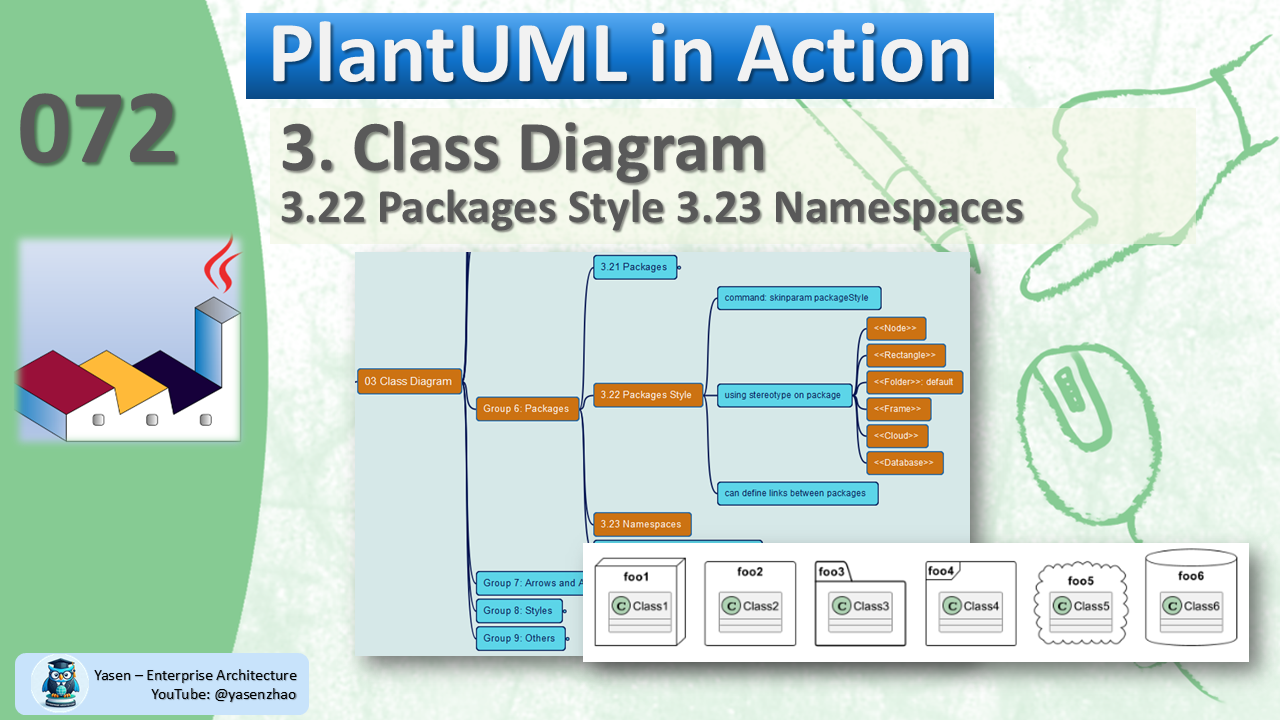 PlantUML in Action
072
3. Class Diagram
3.22 Packages Style 3.23 Namespaces
3.21 Packages
command: skinparam packageStyle
<<Node>>
<<Rectangle>>
03 Class Diagram
<<Folder>>: default
3.22 Packages Style
using stereotype on package
Group 6: Packages
<<Frame>>
<<Cloud>>
<<Database>>
can define links between packages
3.23 Namespaces
Group 7: Arrows and A
Group 8: Styles
Group 9: Others
foo1
foo2
foo3
foo4
foo5
foo6
C Class1
C Class2
C Class3
C Class4
C Class5
C Class6
Yasen – Enterprise Architecture
YouTube: @yasenzhao